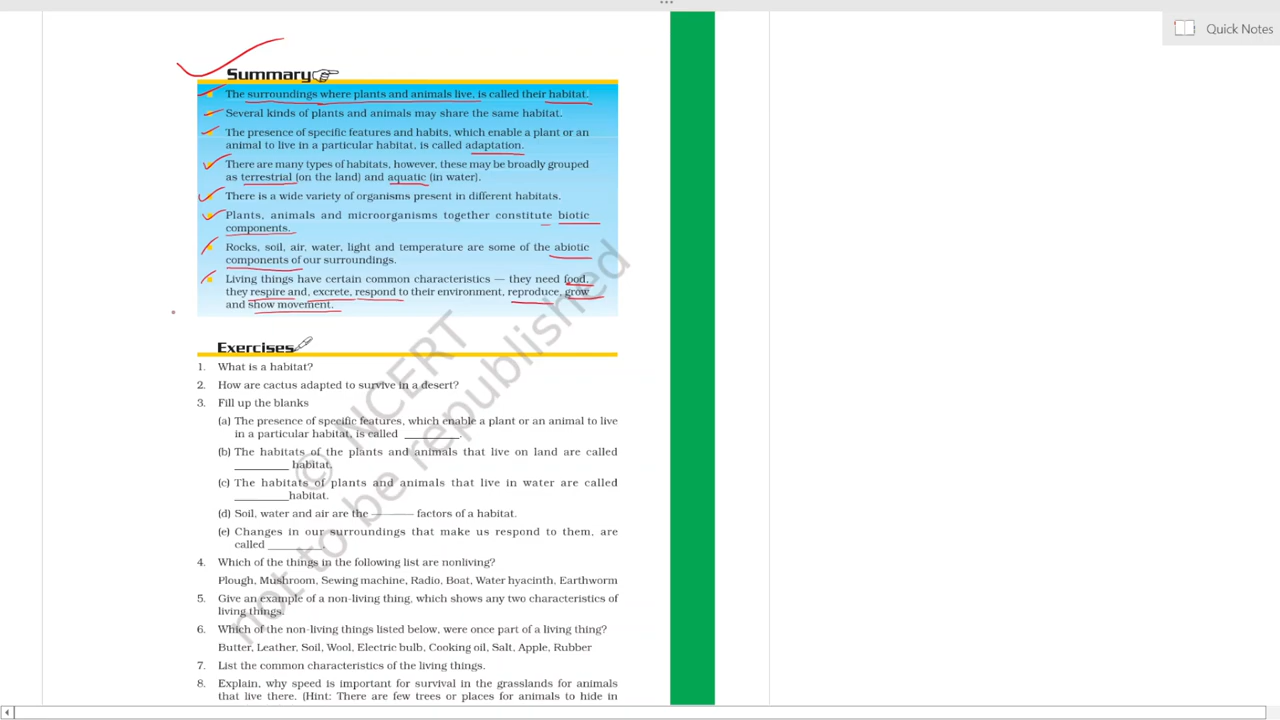 Quick Notes
Summary
The surroundings where plants and animals live, is called their habitat.
Several kinds of plants and animals may share the same habitat.
The presence of specific features and habits, which enable a plant or an
animal to live in a particular habitat, is called adaptation.
There are many types of habitats, however, these may be broadly grouped
as terrestrial (on the land) and aquatic (in water).
There is a wide variety of organisms present in different habitats.
Plants, animals and microorganisms together constitute biotic
components.
Rocks, soil, air, water, light and temperature are some of the abiotic
components of our surroundings.
Living things have certain common characteristics — they need food,
they respire and, excrete, respond to their environment, reproduce, grow
and show movement.
Exercises
1. What is a habitat?
2. How are cactus adapted to survive in a desert?
3. Fill up the blanks
(a) The presence of specific features, which enable a plant or an animal to live
in a particular habitat, is called _________.
(b) The habitats of the plants and animals that live on land are called
_________ habitat.
(c) The habitats of plants and animals that live in water are called
_________habitat.
(d) Soil, water and air are the ——— factors of a habitat.
(e) Changes in our surroundings that make us respond to them, are
called _________
4. Which of the things in the following list are nonliving?
Plough, Mushroom, Sewing machine, Radio, Boat, Water hyacinth, Earthworm
5. Give an example of a non-living thing, which shows any two characteristics of
living things.
6. Which of the non-living things listed below, were once part of a living thing?
Butter, Leather, Soil, Wool, Electric bulb, Cooking oil, Salt, Apple, Rubber
7. List the common characteristics of the living things.
8. Explain, why speed is important for survival in the grasslands for animals
that live there. (Hint: There are few trees or places for animals to hide in
© NCERT
not to be republished